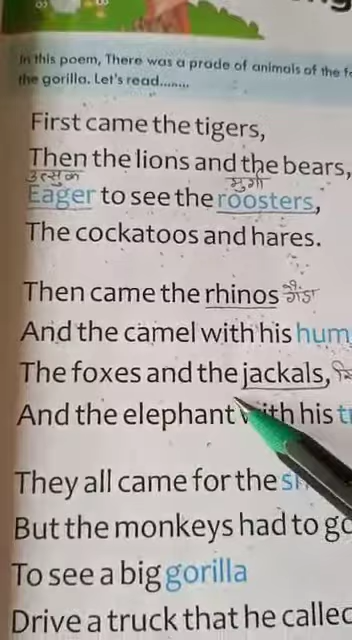 In this poem, There was a prade of animals of the
the gorilla. Let's read........
First came the tigers,
Then the lions and the bears,
उत्सुक मुर्गा
Eager to see the roosters,
The cockatoos and hares.
Then came the rhinos गैंडा
And the camel with his hum
The foxes and the jackals,
And the elephant with his
They all came for the
But the monkeys had to go
To see a big gorilla
Drive a truck that he called